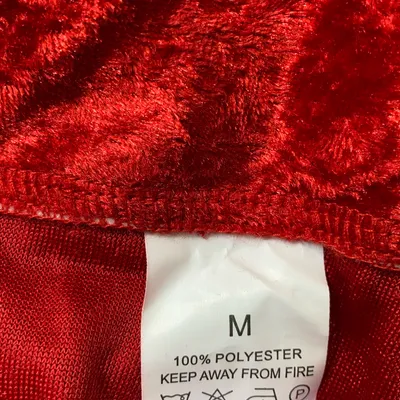 M
100% POLYESTER
KEEP AWAY FROM FIRE